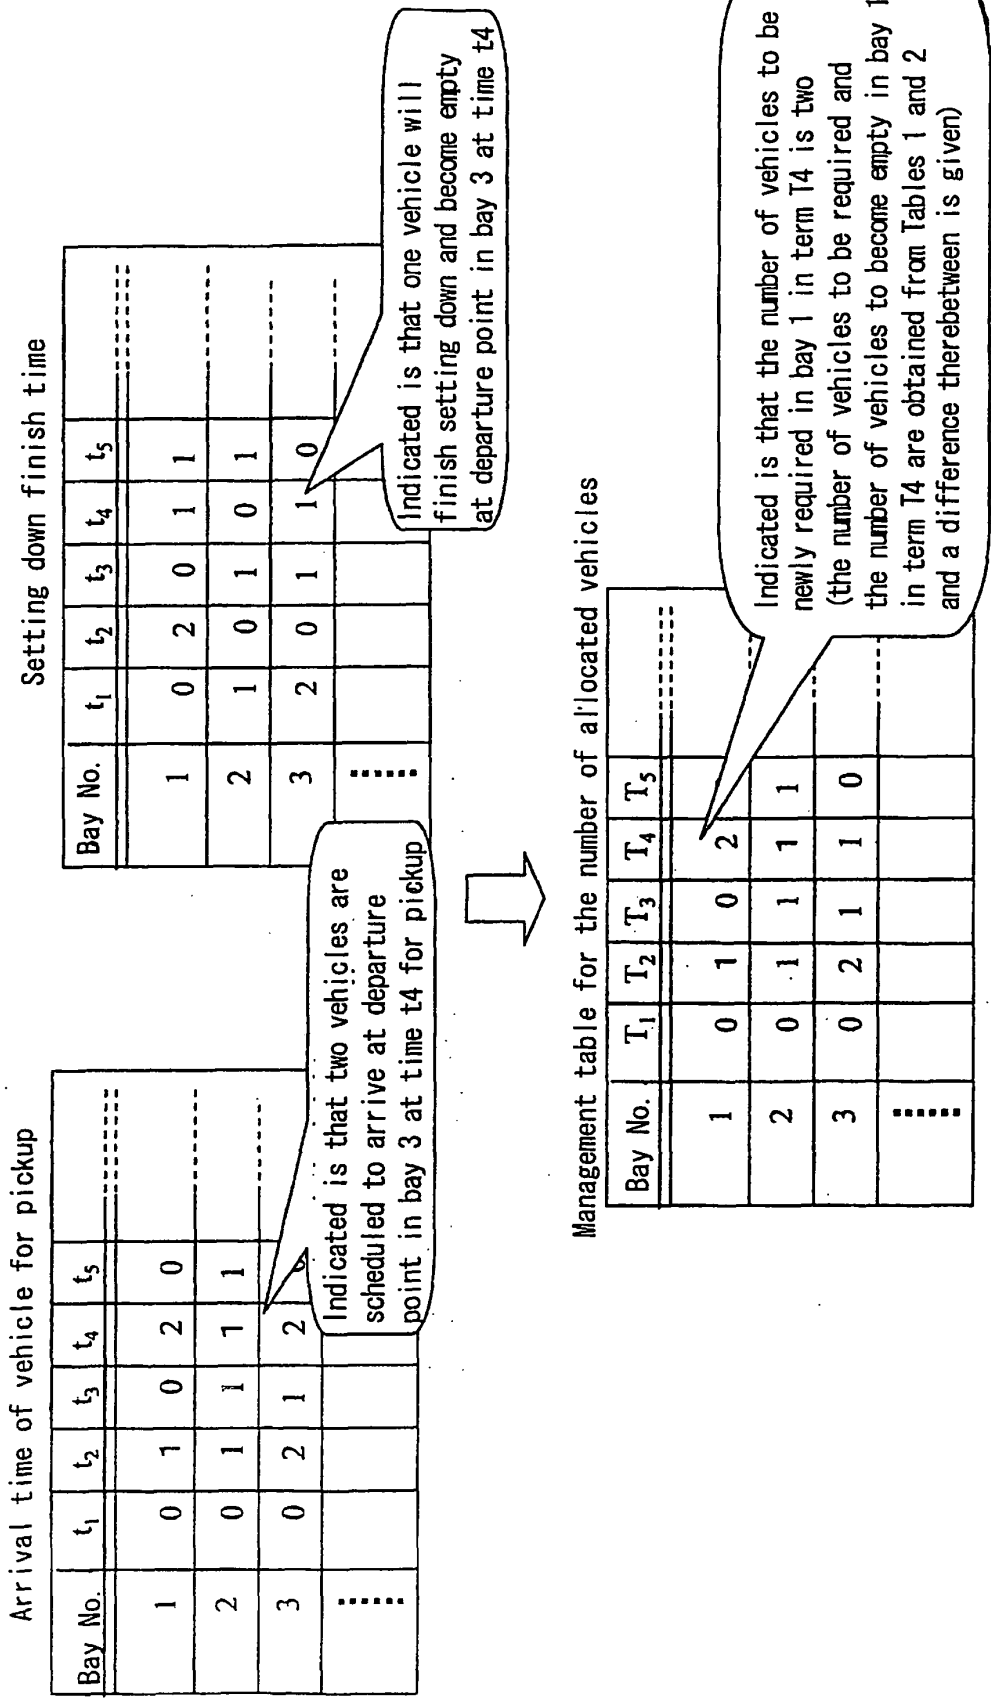 Arrival time of vehicle for pickup
Bay No. t1 t2 t3 t4 t5
1 0 1 0 2 0
2 0 1 1 1 1
3 0 2 1 2
Indicated is that two vehicles are
scheduled to arrive at departure
point in bay 3 at time t4 for pickup
Setting down finish time
Bay No. t1 t2 t3 t4 t5
1 0 2 0 1 1
2 1 0 1 0 1
3 2 0 1 1 0
Indicated is that one vehicle will
finish setting down and become empty
at departure point in bay 3 at time t4
Management table for the number of allocated vehicles
Bay No. T1 T2 T3 T4 T5
1 0 1 0 2
2 0 1 1 1 1
3 0 2 1 1 0
Indicated is that the number of vehicles to be
newly required in bay 1 in term T4 is two
(the number of vehicles to be required and
the number of vehicles to become empty in bay 1
in term T4 are obtained from Tables 1 and 2
and a difference therebetween is given)